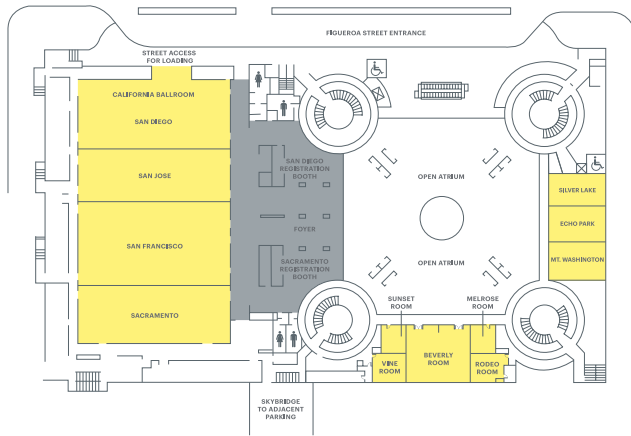 FIGUEROA STREET ENTRANCE
STREET ACCESS
FOR LOADING
CALIFORNIA BALLROOM
SAN DIEGO
SAN JOSE
SAN FRANCISCO
SACRAMENTO
SAN DIEGO
REGISTRATION
BOOTH
FOYER
SACRAMENTO
REGISTRATION
BOOTH
OPEN ATRIUM
OPEN ATRIUM
SILVER LAKE
ECHO PARK
MT. WASHINGTON
SUNSET
ROOM
MELROSE
ROOM
VINE
ROOM
BEVERLY
ROOM
RODEO
ROOM
SKYBRIDGE
TO ADJACENT
PARKING